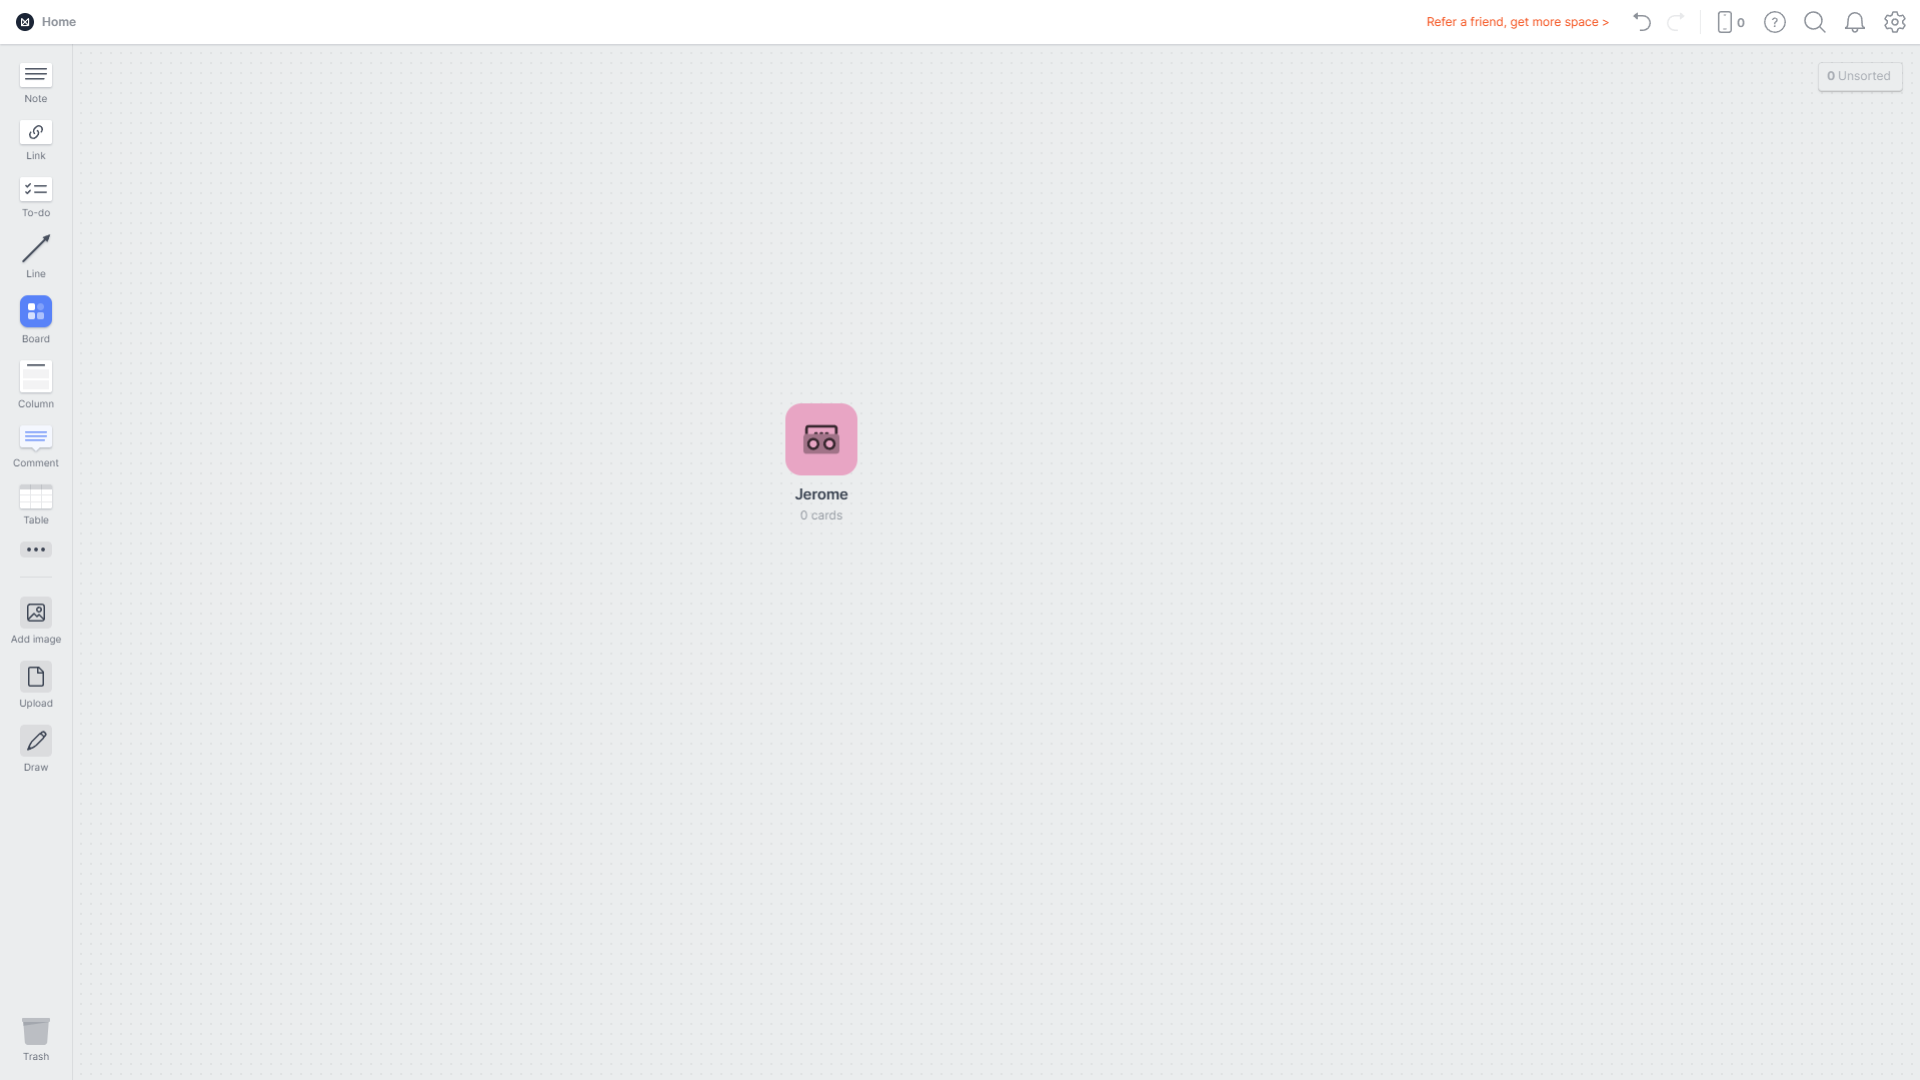 Home
Refer a friend, get more space >
0
0 Unsorted
Note
Link
To-do
Line
Board
Column
Comment
Table
Jerome
0 cards
Add image
Upload
Draw
Trash